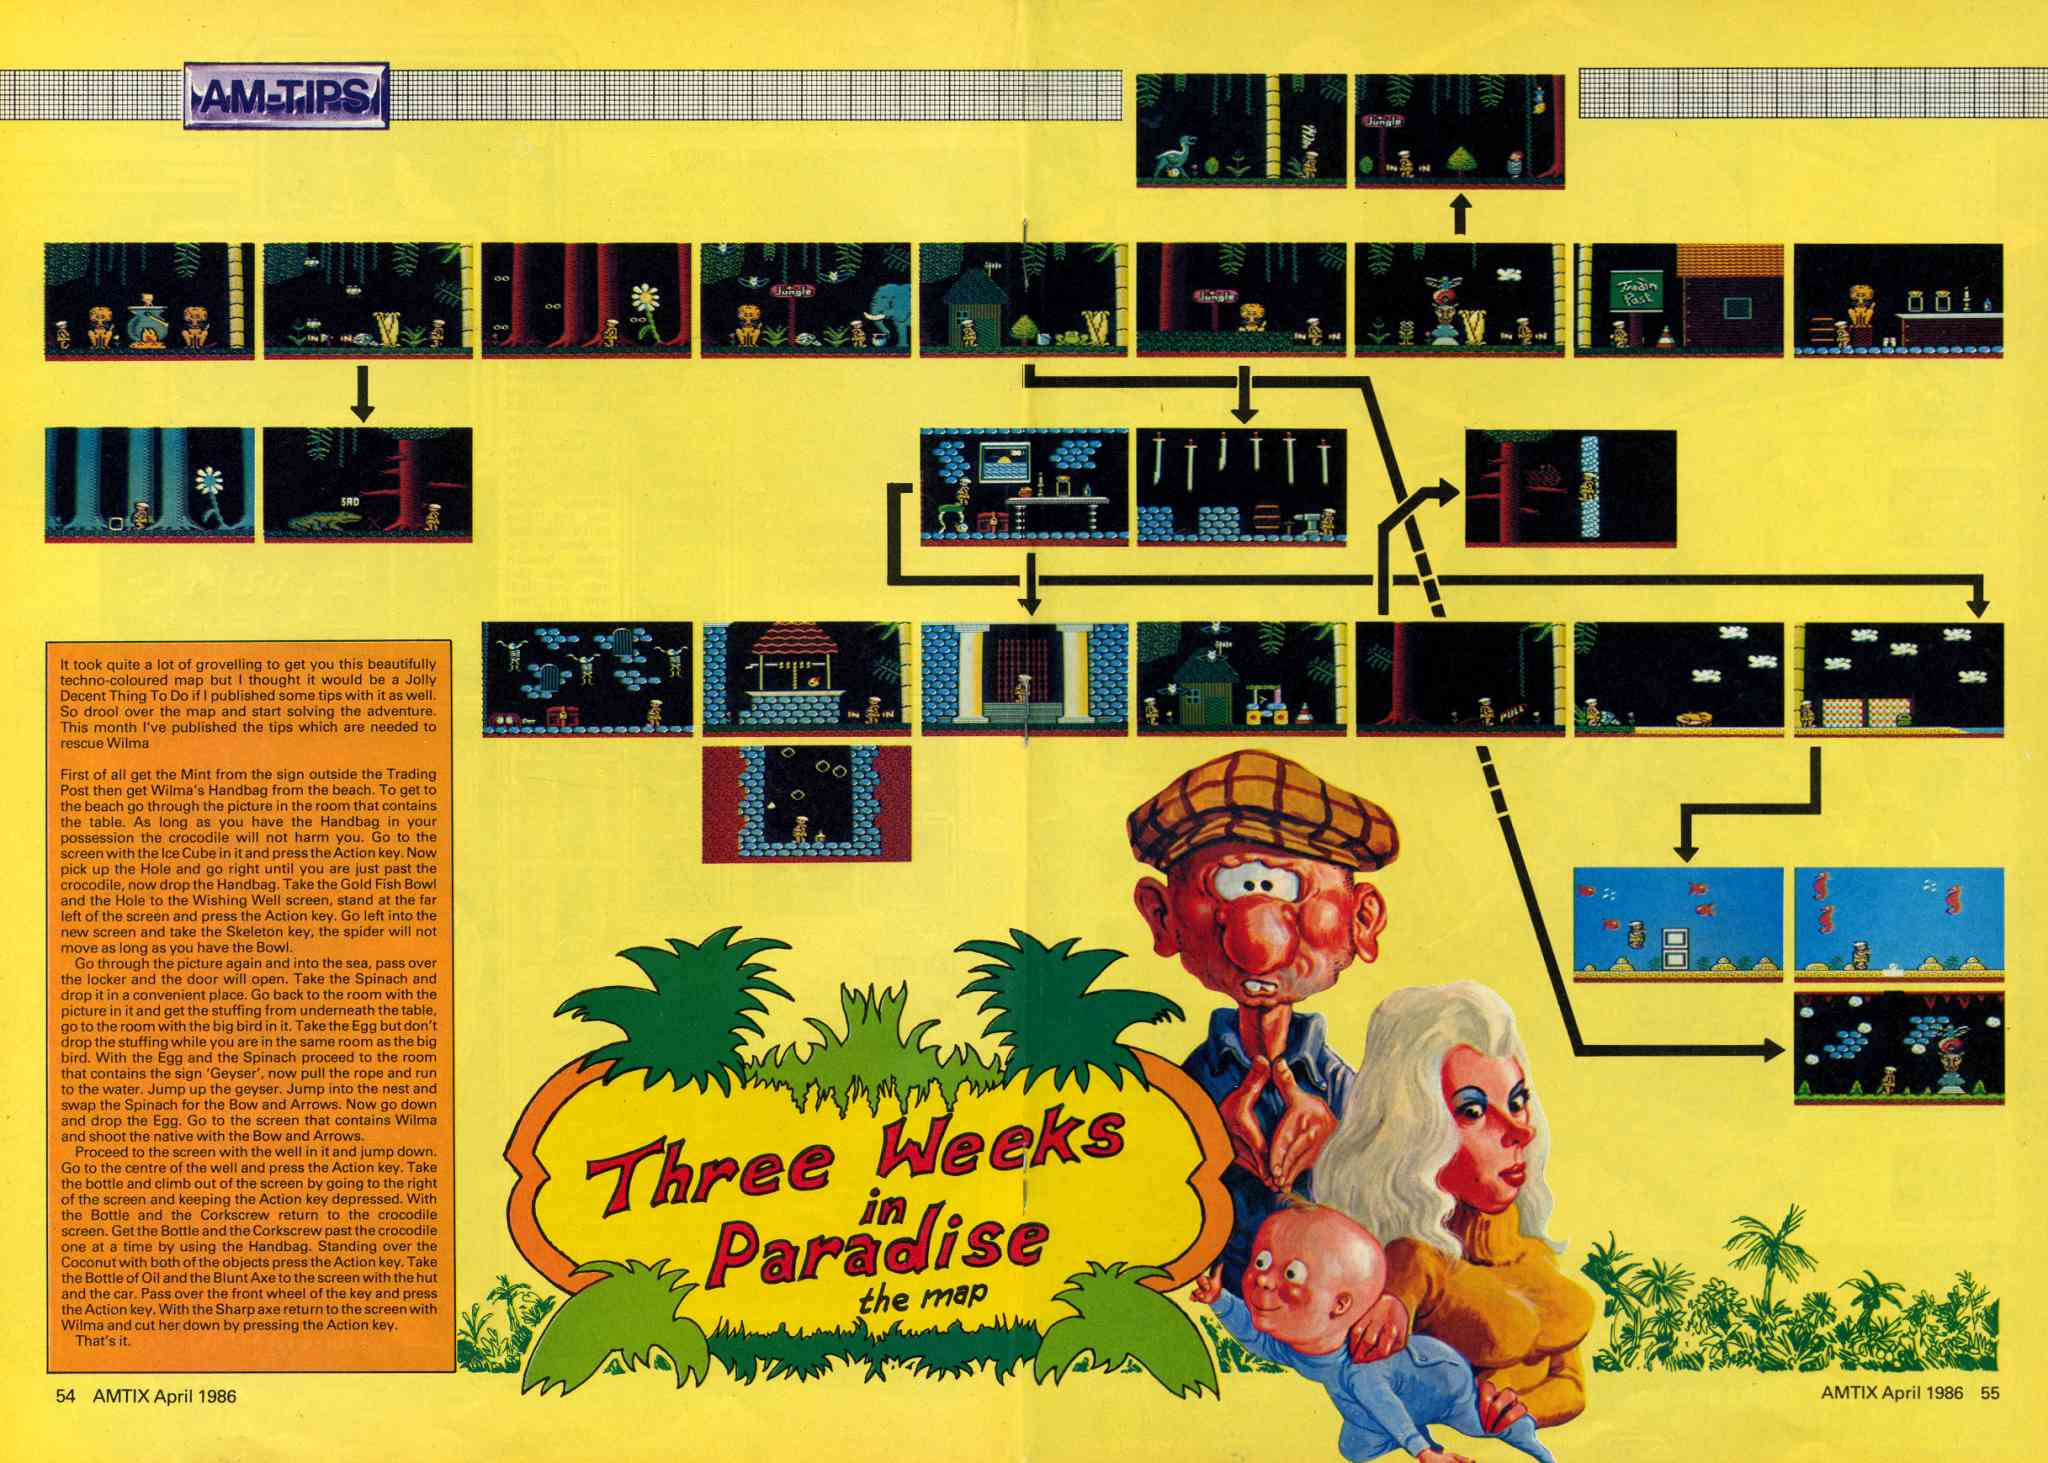 AM-TIPS
Jungle
Jungle
IN IN
Jungle
Tradin
Post
IN
IN
IN IN
SAD
IN IN
PULL
It took quite a lot of grovelling to get you this beautifully
techno-coloured map but I thought it would be a Jolly
Decent Thing To Do if I published some tips with it as well.
So drool over the map and start solving the adventure.
This month I've published the tips which are needed to
rescue Wilma
First of all get the Mint from the sign outside the Trading
Post then get Wilma's Handbag from the beach. To get to
the beach go through the picture in the room that contains
the table. As long as you have the Handbag in your
possession the crocodile will not harm you. Go to the
screen with the Ice Cube in it and press the Action key. Now
pick up the Hole and go right until you are just past the
crocodile, now drop the Handbag. Take the Gold Fish Bowl
and the Hole to the Wishing Well screen, stand at the far
left of the screen and press the Action key. Go left into the
new screen and take the Skeleton key, the spider will not
move as long as you have the Bowl.
Go through the picture again and into the sea, pass over
the locker and the door will open. Take the Spinach and
drop it in a convenient place. Go back to the room with the
picture in it and get the stuffing from underneath the table,
go to the room with the big bird in it. Take the Egg but don't
drop the stuffing while you are in the same room as the big
bird. With the Egg and the Spinach proceed to the room
that contains the sign 'Geyser', now pull the rope and run
to the water. Jump up the geyser. Jump into the nest and
swap the Spinach for the Bow and Arrows. Now go down
and drop the Egg. Go to the screen that contains Wilma
and shoot the native with the Bow and Arrows.
Proceed to the screen with the well in it and jump down.
Go to the centre of the well and press the Action key. Take
the bottle and climb out of the screen by going to the right
of the screen and keeping the Action key depressed. With
the Bottle and the Corkscrew return to the crocodile
screen. Get the Bottle and the Corkscrew past the crocodile
one at a time by using the Handbag. Standing over the
Coconut with both of the objects press the Action key. Take
the Bottle of Oil and the Blunt Axe to the screen with the hut
and the car. Pass over the front wheel of the key and press
the Action key. With the Sharp axe return to the screen with
Wilma and cut her down by pressing the Action key.
That's it.
Three Weeks
in
Paradise
the map
54 AMTIX April 1986
AMTIX April 1986 55